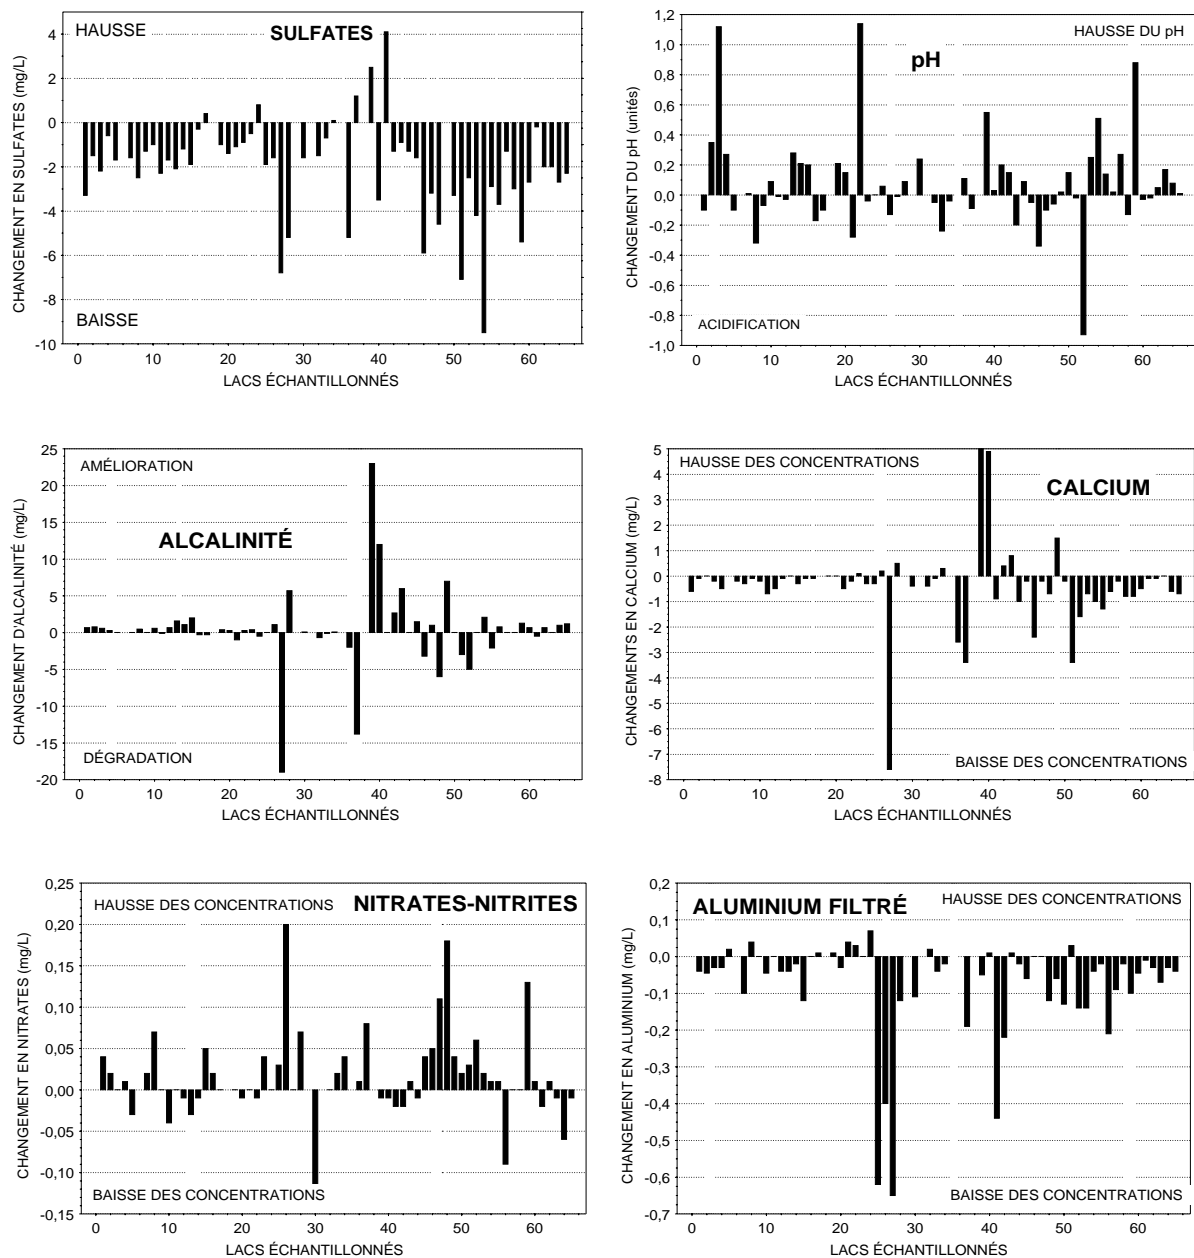 HAUSSE
SULFATES
CHANGEMENT EN SULFATES (mg/L)
4
2
0
-2
-4
-6
-8
-10
BAISSE
0 10 20 30 40 50 60
LACS ÉCHANTILLONNÉS
HAUSSE DU pH
pH
CHANGEMENT DU pH (unités)
1,2
1,0
0,8
0,6
0,4
0,2
0,0
-0,2
-0,4
-0,6
-0,8
-1,0
ACIDIFICATION
0 10 20 30 40 50 60
LACS ÉCHANTILLONNÉS
AMÉLIORATION
ALCALINITÉ
CHANGEMENT D'ALCALINITÉ (mg/L)
25
20
15
10
5
0
-5
-10
-15
-20
DÉGRADATION
0 10 20 30 40 50 60
LACS ÉCHANTILLONNÉS
HAUSSE DES CONCENTRATIONS
CALCIUM
CHANGEMENTS EN CALCIUM (mg/L)
5
4
3
2
1
0
-1
-2
-3
-4
-5
-6
-7
-8
BAISSE DES CONCENTRATIONS
0 10 20 30 40 50 60
LACS ÉCHANTILLONNÉS
HAUSSE DES CONCENTRATIONS
NITRATES-NITRITES
CHANGEMENT EN NITRATES (mg/L)
0,25
0,20
0,15
0,10
0,05
0,00
-0,05
-0,10
-0,15
BAISSE DES CONCENTRATIONS
0 10 20 30 40 50 60
LACS ÉCHANTILLONNÉS
HAUSSE DES CONCENTRATIONS
ALUMINIUM FILTRÉ
CHANGEMENT EN ALUMINIUM (mg/L)
0,2
0,1
0,0
-0,1
-0,2
-0,3
-0,4
-0,5
-0,6
-0,7
BAISSE DES CONCENTRATIONS
0 10 20 30 40 50 60
LACS ÉCHANTILLONNÉS